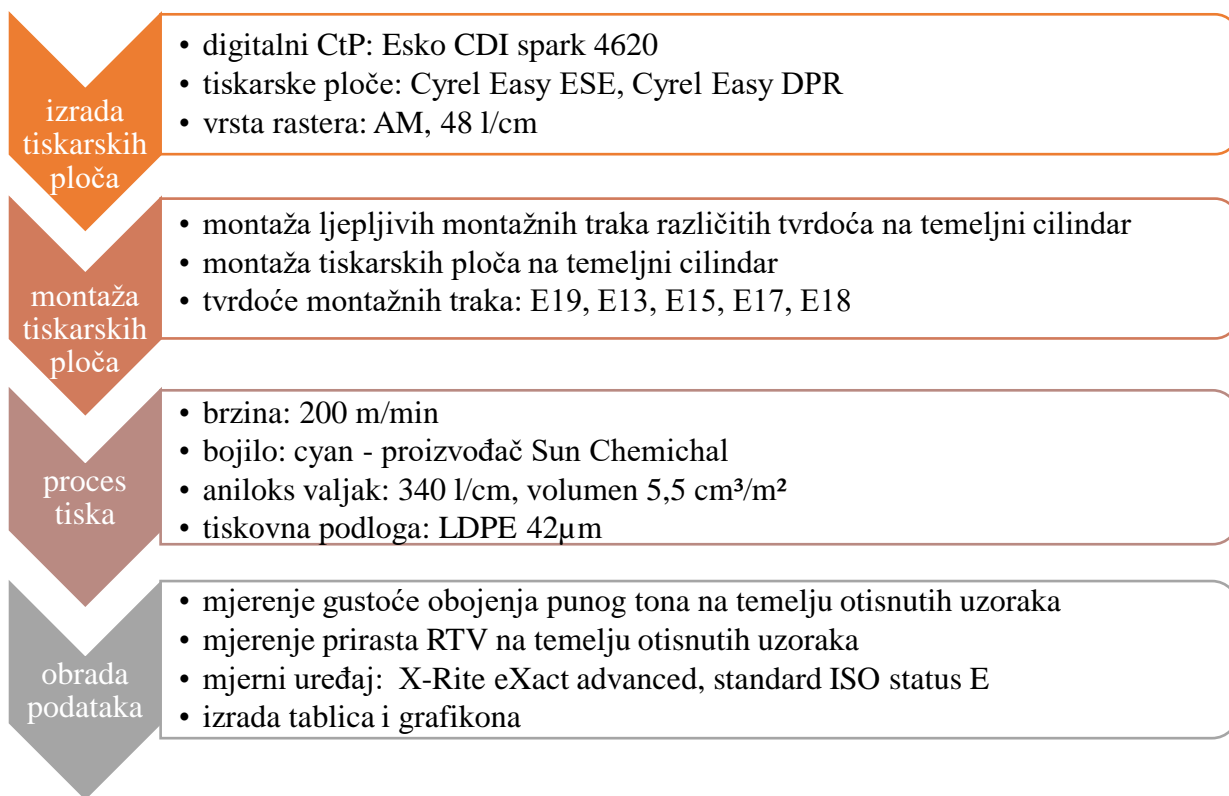 izrada
tiskarskih
ploča
• digitalni CtP: Esko CDI spark 4620
• tiskarske ploče: Cyrel Easy ESE, Cyrel Easy DPR
• vrsta rastera: AM, 48 l/cm
montaža
tiskarskih
ploča
• montaža ljepljivih montažnih traka različitih tvrdoća na temeljni cilindar
• montaža tiskarskih ploča na temeljni cilindar
• tvrdoće montažnih traka: E19, E13, E15, E17, E18
proces
tiska
• brzina: 200 m/min
• bojilo: cyan - proizvođač Sun Chemichal
• aniloks valjak: 340 l/cm, volumen 5,5 cm³/m²
• tiskovna podloga: LDPE 42µm
obrada
podataka
• mjerenje gustoće obojenja punog tona na temelju otisnutih uzoraka
• mjerenje prirasta RTV na temelju otisnutih uzoraka
• mjerni uređaj:  X-Rite eXact advanced, standard ISO status E
• izrada tablica i grafikona